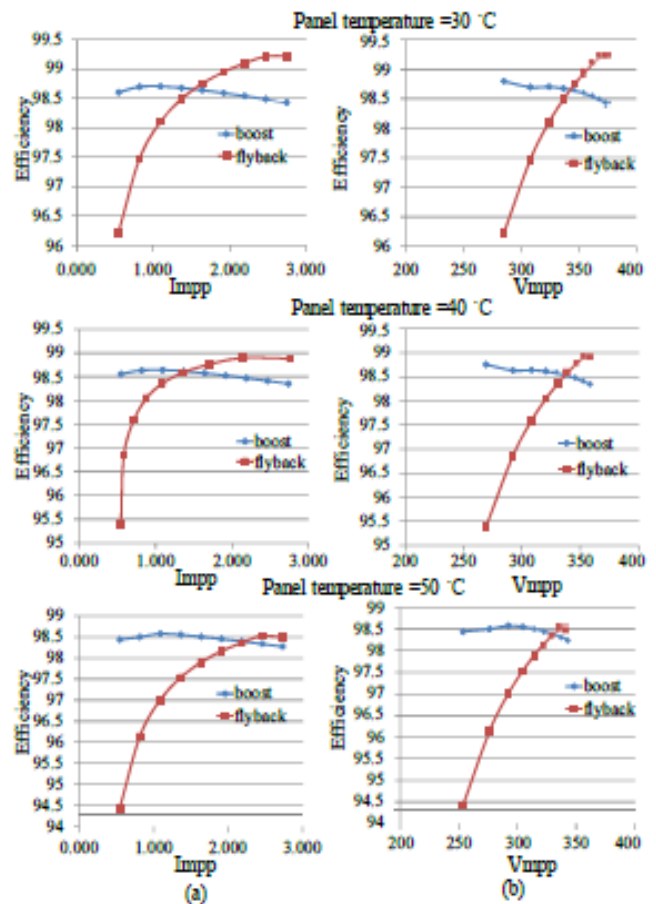 Panel temperature =30 °C
99.5
99
98.5
98
97.5
97
96.5
96
Efficiency
boost
flyback
0.000 1.000 2.000 3.000
Impp
99.5
99
98.5
98
97.5
97
96.5
96
Efficiency
boost
flyback
200 250 300 350 400
Vmpp
Panel temperature =40 °C
99.5
99
98.5
98
97.5
97
96.5
96
95.5
95
Efficiency
boost
flyback
0.000 1.000 2.000 3.000
Impp
99.5
99
98.5
98
97.5
97
96.5
96
95.5
95
Efficiency
boost
flyback
200 250 300 350 400
Vmpp
Panel temperature =50 °C
99
98.5
98
97.5
97
96.5
96
95.5
95
94.5
94
Efficiency
boost
flyback
0.000 1.000 2.000 3.000
Impp
(a)
99
98.5
98
97.5
97
96.5
96
95.5
95
94.5
94
Efficiency
boost
flyback
200 250 300 350 400
Vmpp
(b)